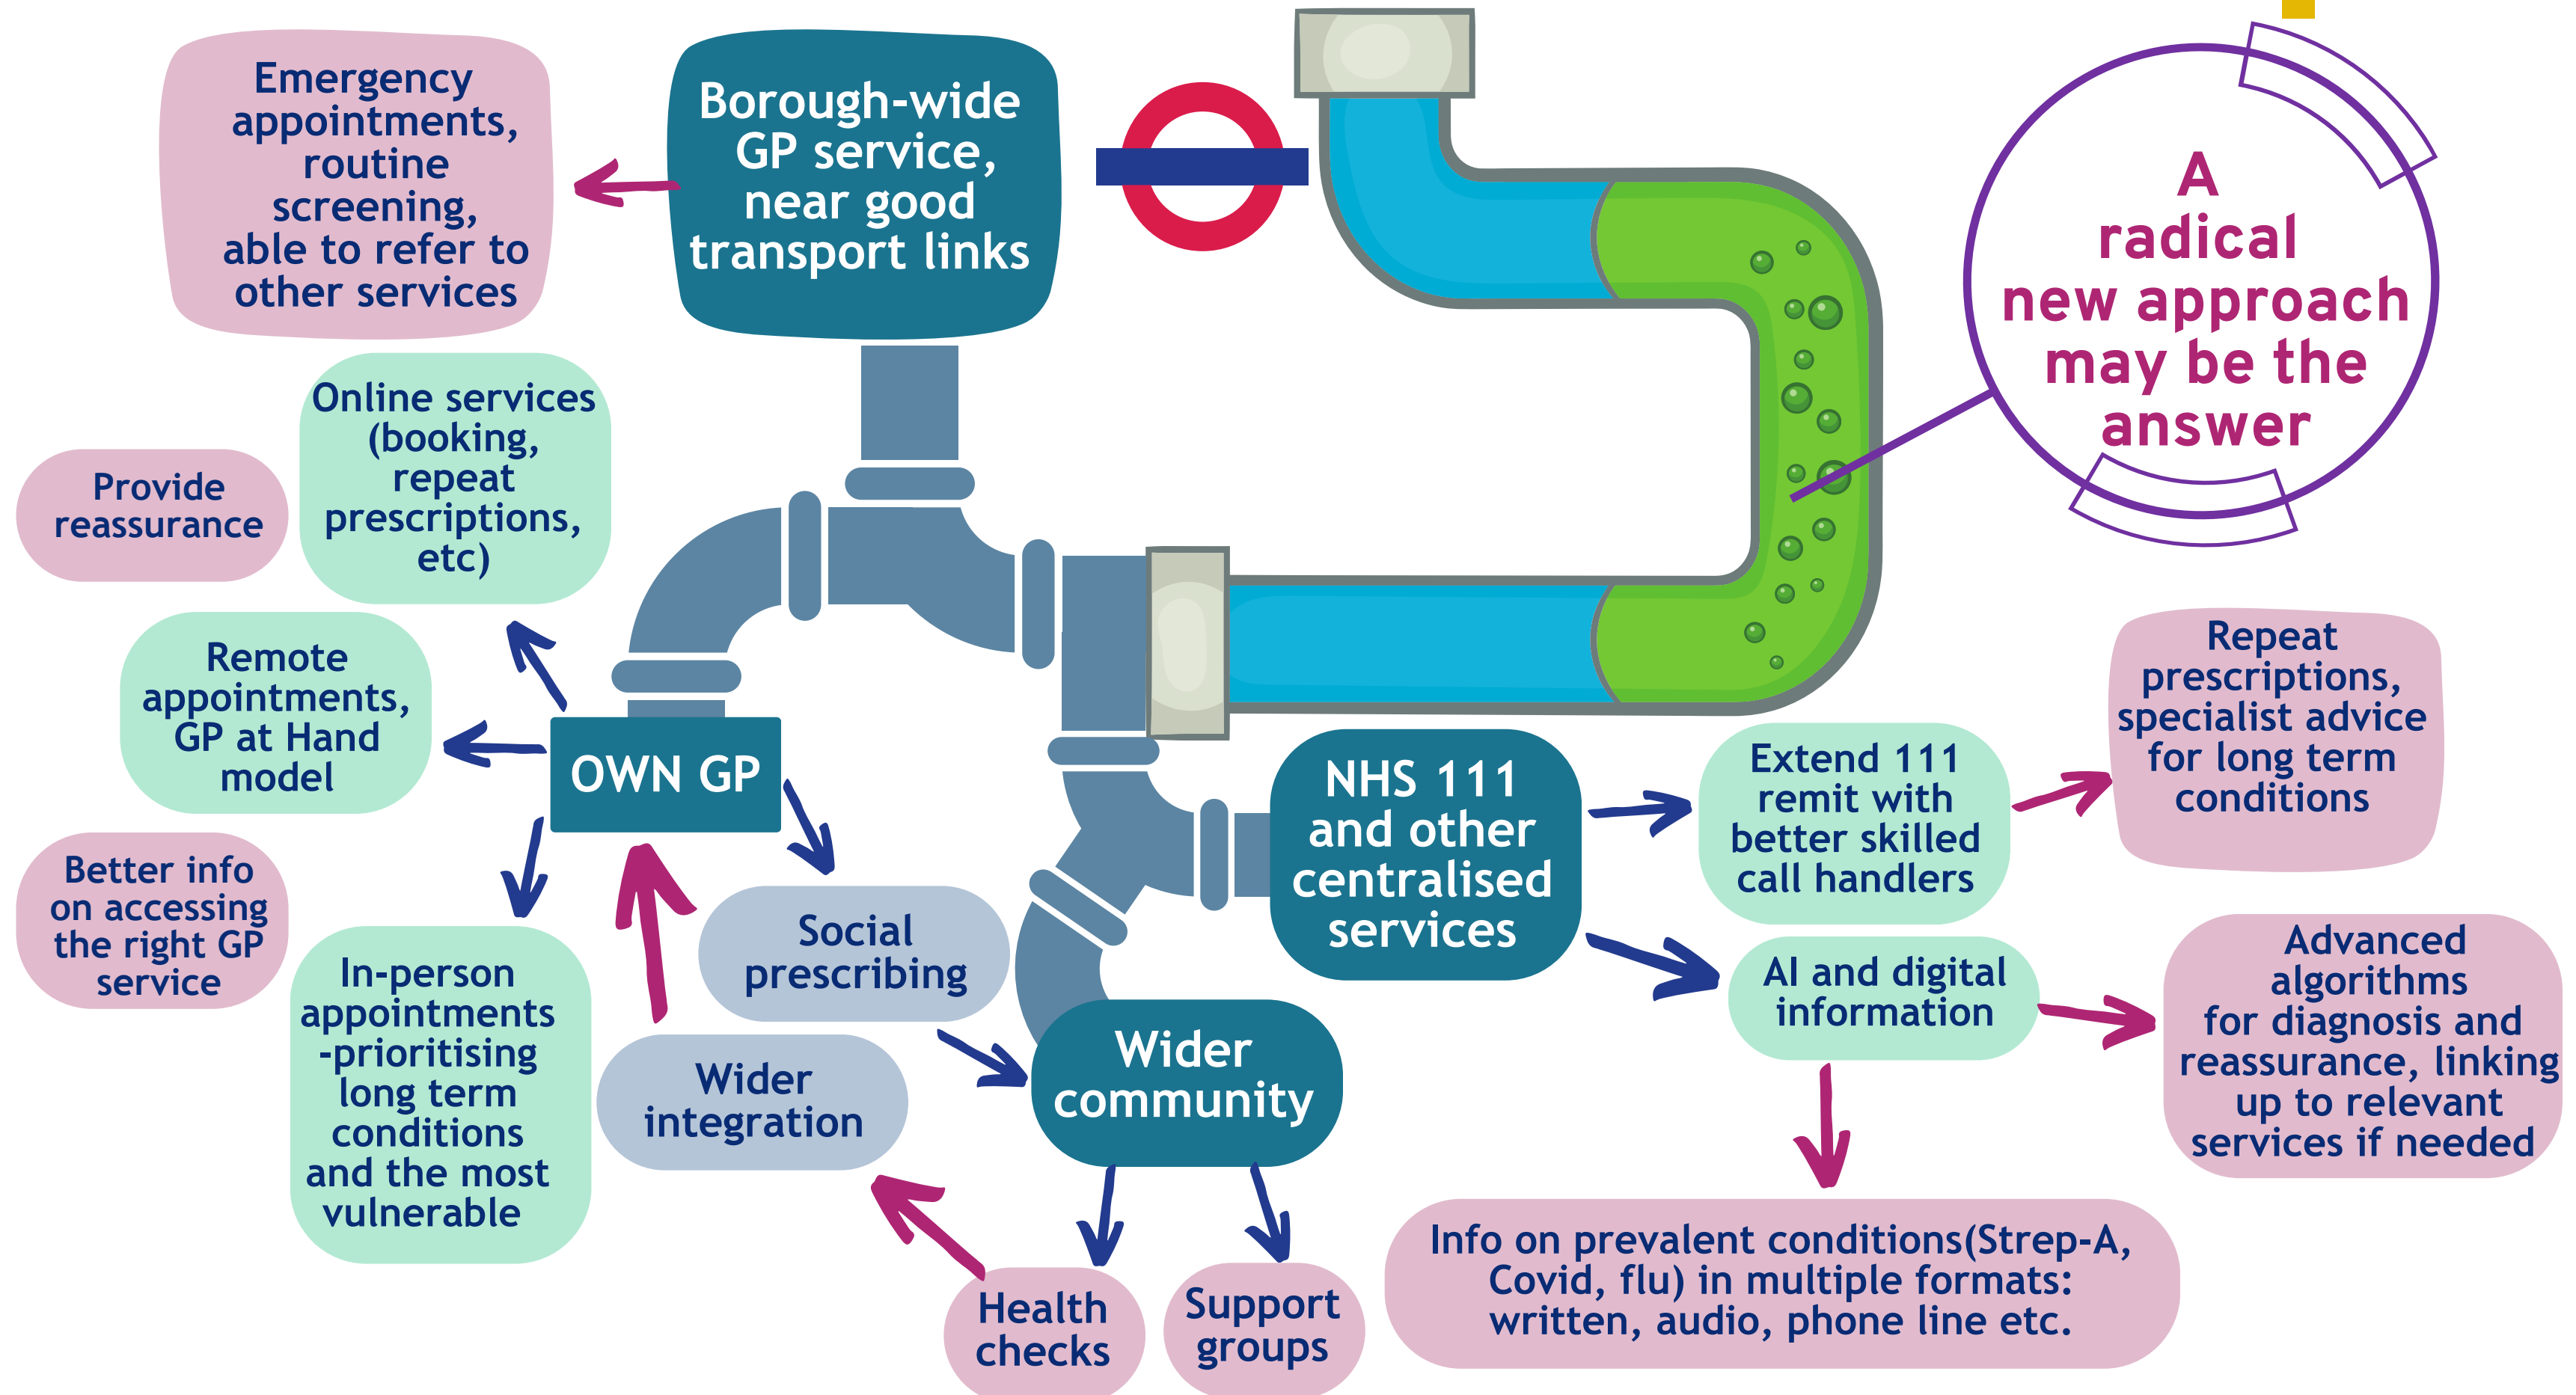 Emergency
appointments,
routine
screening,
able to refer to
other services
Borough-wide
GP service,
near good
transport links
A
radical
new approach
may be the
answer
Online services
(booking,
repeat
prescriptions,
etc)
Provide
reassurance
Remote
appointments,
GP at Hand
model
OWN GP
Better info
on accessing
the right GP
service
In-person
appointments
-prioritising
long term
conditions
and the most
vulnerable
Social
prescribing
Wider
integration
Wider
community
Health
checks
Support
groups
NHS 111
and other
centralised
services
Extend 111
remit with
better skilled
call handlers
Repeat
prescriptions,
specialist advice
for long term
conditions
AI and digital
information
Advanced
algorithms
for diagnosis and
reassurance, linking
up to relevant
services if needed
Info on prevalent conditions(Strep-A,
Covid, flu) in multiple formats:
written, audio, phone line etc.